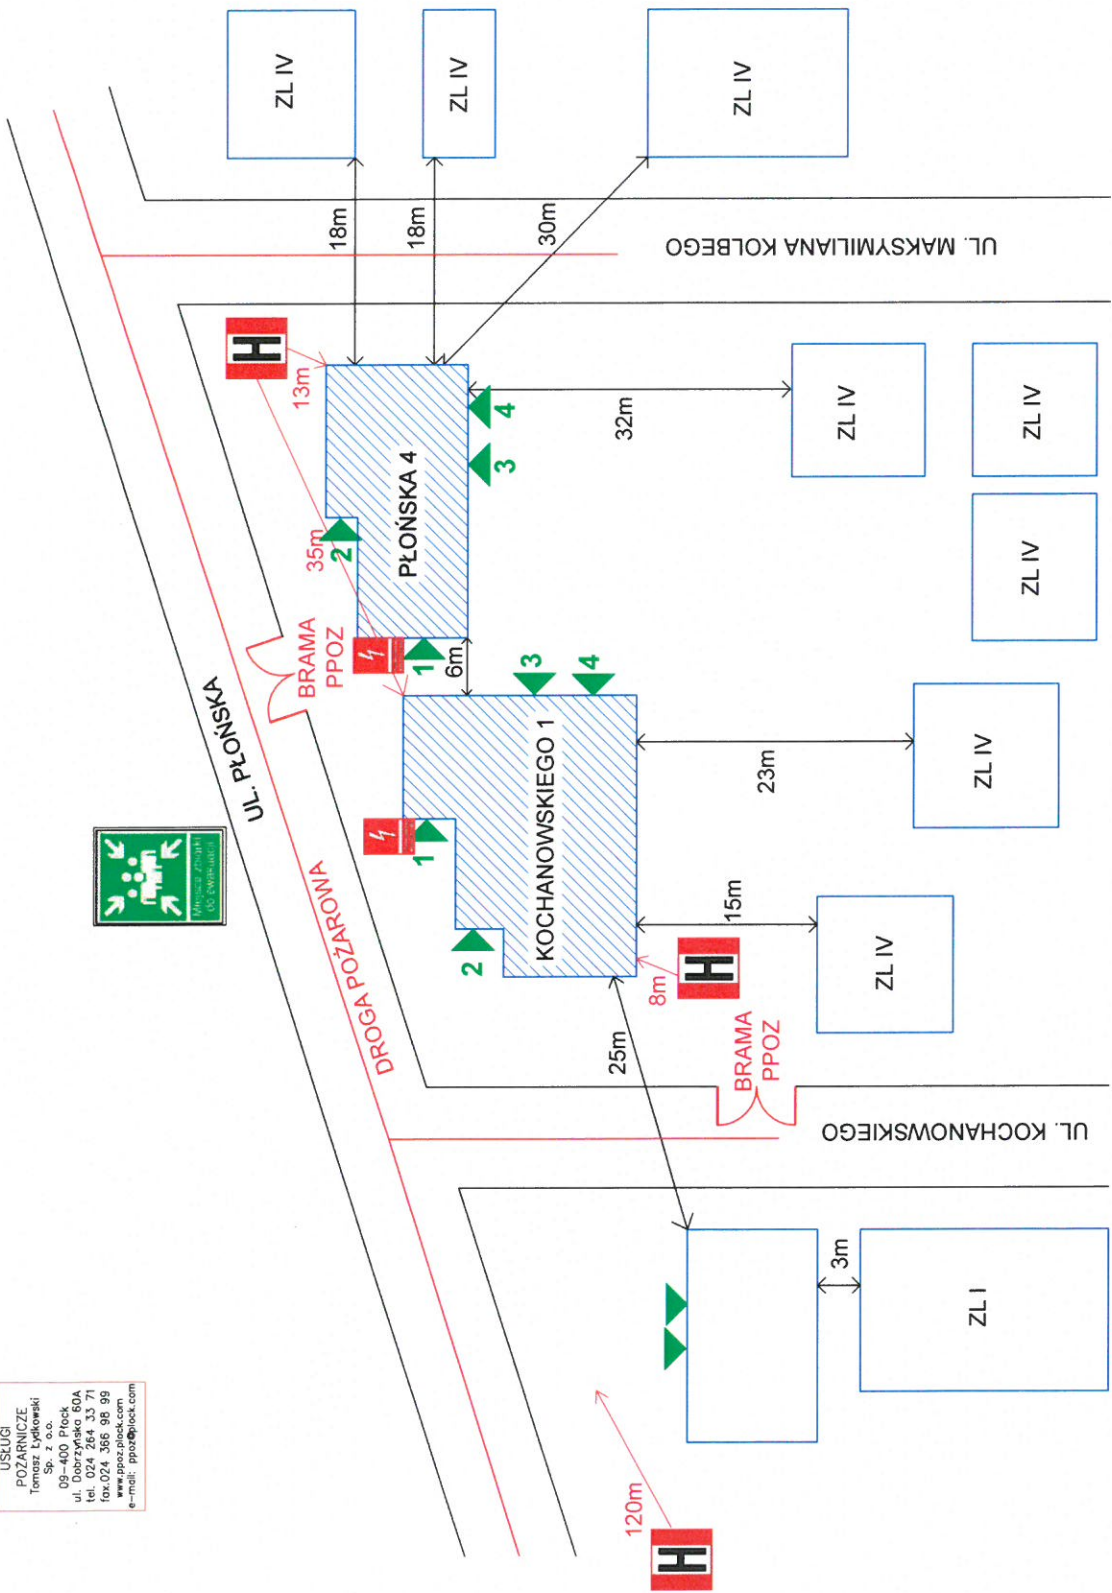 USŁUGI
POŻARNICZE
Tomasz Łydkowski
Sp. z o.o.
09-400 Płock
ul. Dobrzyńska 60A
tel. 024 264 33 71
fax.024 366 98 99
www.ppoz.plock.com
e-mail: ppoz@plock.com
Miejsce zbiórki
do ewakuacji
UL. PŁOŃSKA
DROGA POŻAROWA
BRAMA
PPOZ
ZL IV
ZL IV
ZL IV
18m
18m
30m
UL. MAKSYMILIANA KOLBEGO
H
13m
35m
PŁOŃSKA 4
1
2
3
4
6m
32m
ZL IV
ZL IV
ZL IV
KOCHANOWSKIEGO 1
1
2
3
4
23m
ZL IV
15m
ZL IV
H
8m
25m
BRAMA
PPOZ
UL. KOCHANOWSKIEGO
3m
ZL I
120m
H